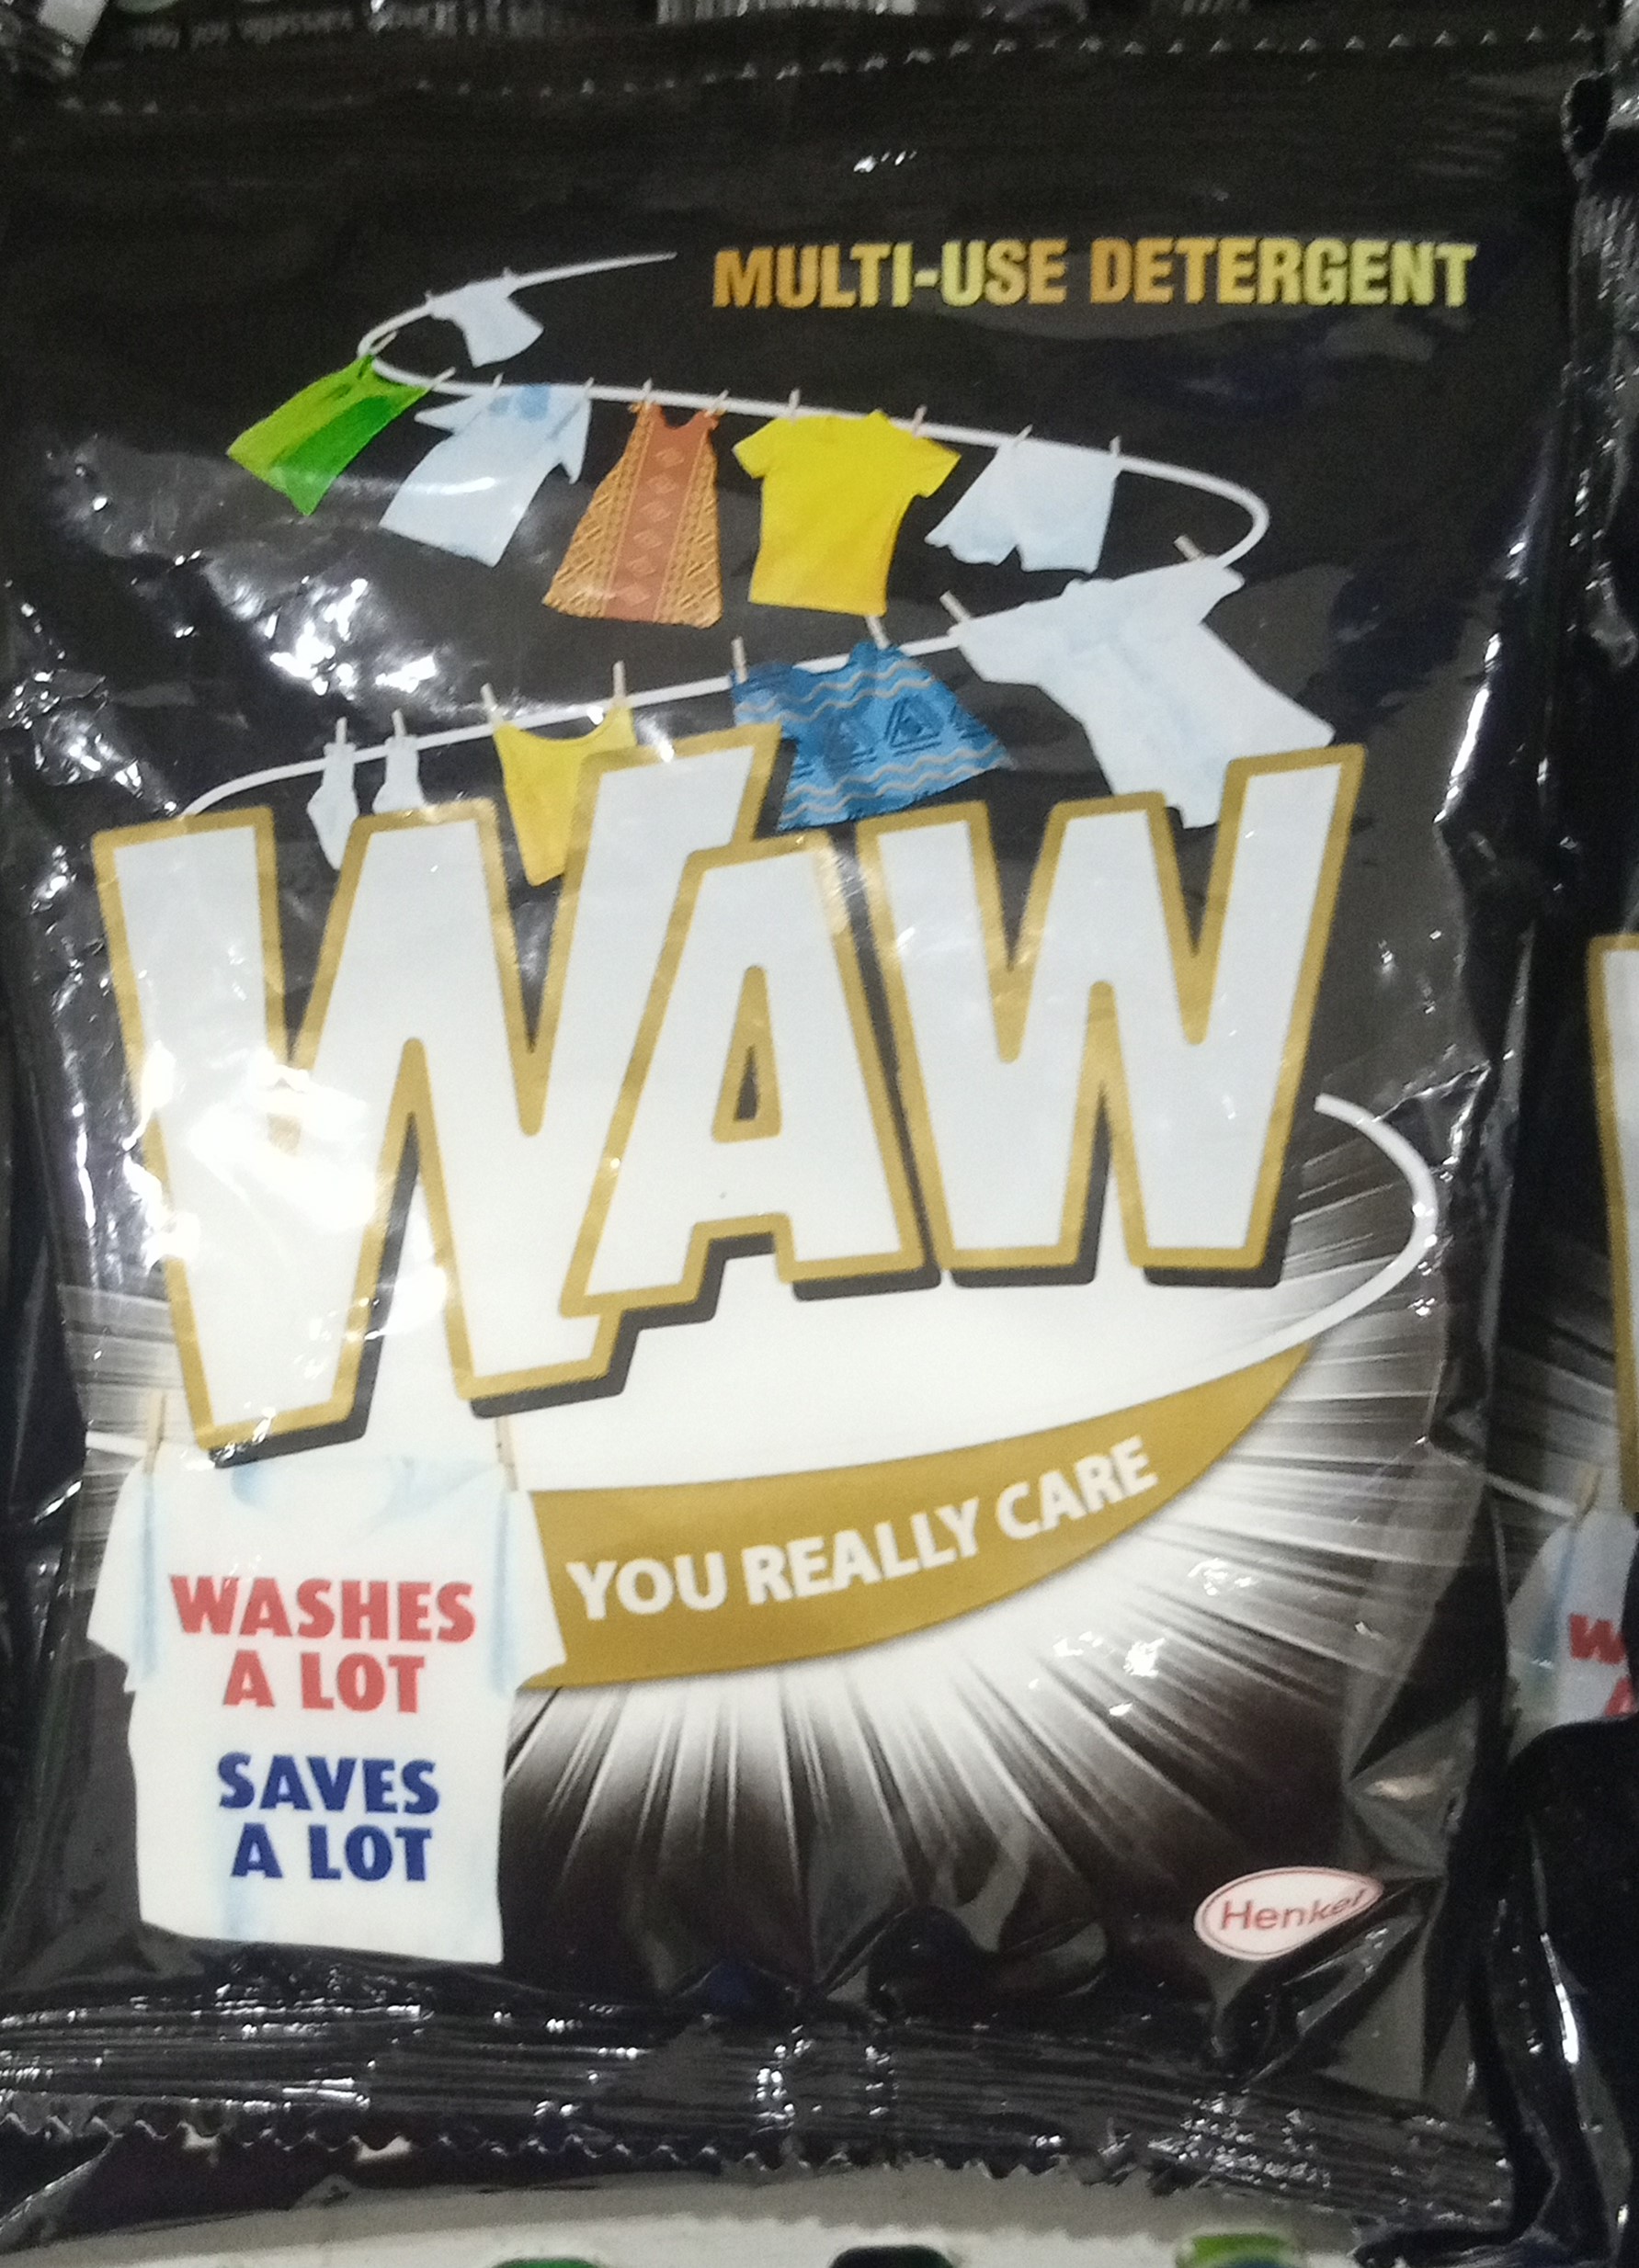 MULTI-USE DETERGENT
WAW
YOU REALLY CARE
WASHES
A LOT
SAVES
A LOT
Henkel